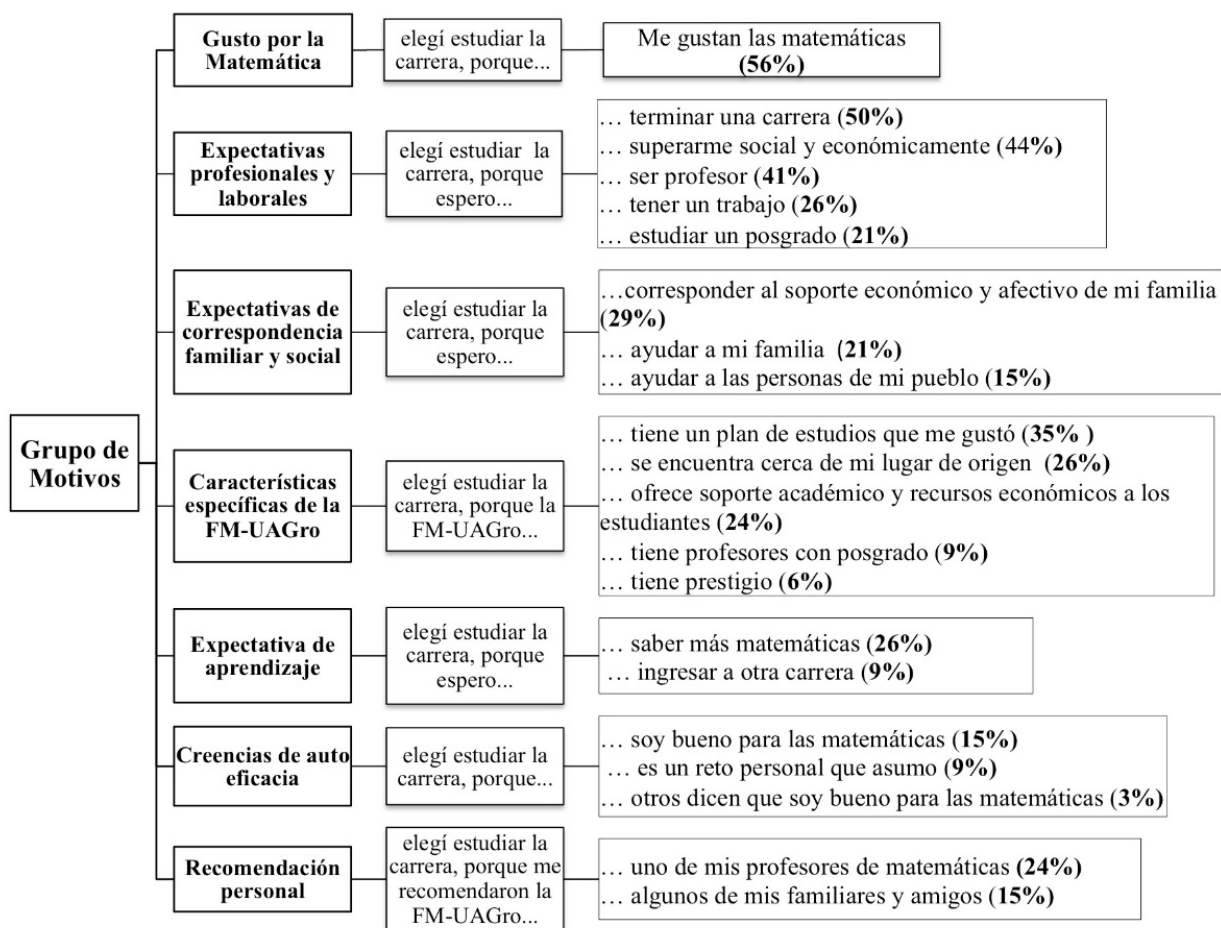 Grupo de
Motivos
Gusto por la
Matemática
elegí estudiar la
carrera, porque...
Me gustan las matemáticas
(56%)
Expectativas
profesionales y
laborales
elegí estudiar la
carrera, porque
espero...
… terminar una carrera (50%)
… superarme social y económicamente (44%)
… ser profesor (41%)
… tener un trabajo (26%)
… estudiar un posgrado (21%)
Expectativas de
correspondencia
familiar y social
elegí estudiar la
carrera, porque
espero...
…corresponder al soporte económico y afectivo de mi familia
(29%)
… ayudar a mi familia (21%)
… ayudar a las personas de mi pueblo (15%)
Características
específicas de la
FM-UAGro
elegí estudiar la
carrera, porque la
FM-UAGro...
… tiene un plan de estudios que me gustó (35% )
… se encuentra cerca de mi lugar de origen (26%)
… ofrece soporte académico y recursos económicos a los
estudiantes (24%)
… tiene profesores con posgrado (9%)
… tiene prestigio (6%)
Expectativa de
aprendizaje
elegí estudiar la
carrera, porque
espero...
… saber más matemáticas (26%)
… ingresar a otra carrera (9%)
Creencias de auto
eficacia
elegí estudiar la
carrera, porque...
… soy bueno para las matemáticas (15%)
… es un reto personal que asumo (9%)
… otros dicen que soy bueno para las matemáticas (3%)
Recomendación
personal
elegí estudiar la
carrera, porque me
recomendaron la
FM-UAGro...
… uno de mis profesores de matemáticas (24%)
… algunos de mis familiares y amigos (15%)